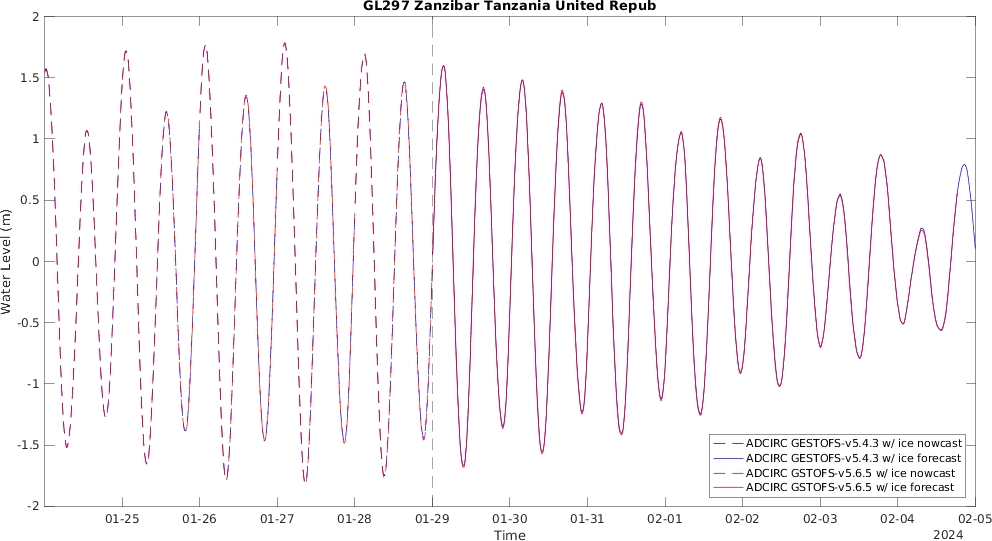 GL297 Zanzibar Tanzania United Repub
Water Level (m)
2
1.5
1
0.5
0
-0.5
-1
-1.5
-2
01-25 01-26 01-27 01-28 01-29 01-30 01-31 02-01 02-02 02-03 02-04 02-05
Time
2024
ADCIRC GESTOFS-v5.4.3 w/ ice nowcast
ADCIRC GESTOFS-v5.4.3 w/ ice forecast
ADCIRC GSTOFS-v5.6.5 w/ ice nowcast
ADCIRC GSTOFS-v5.6.5 w/ ice forecast